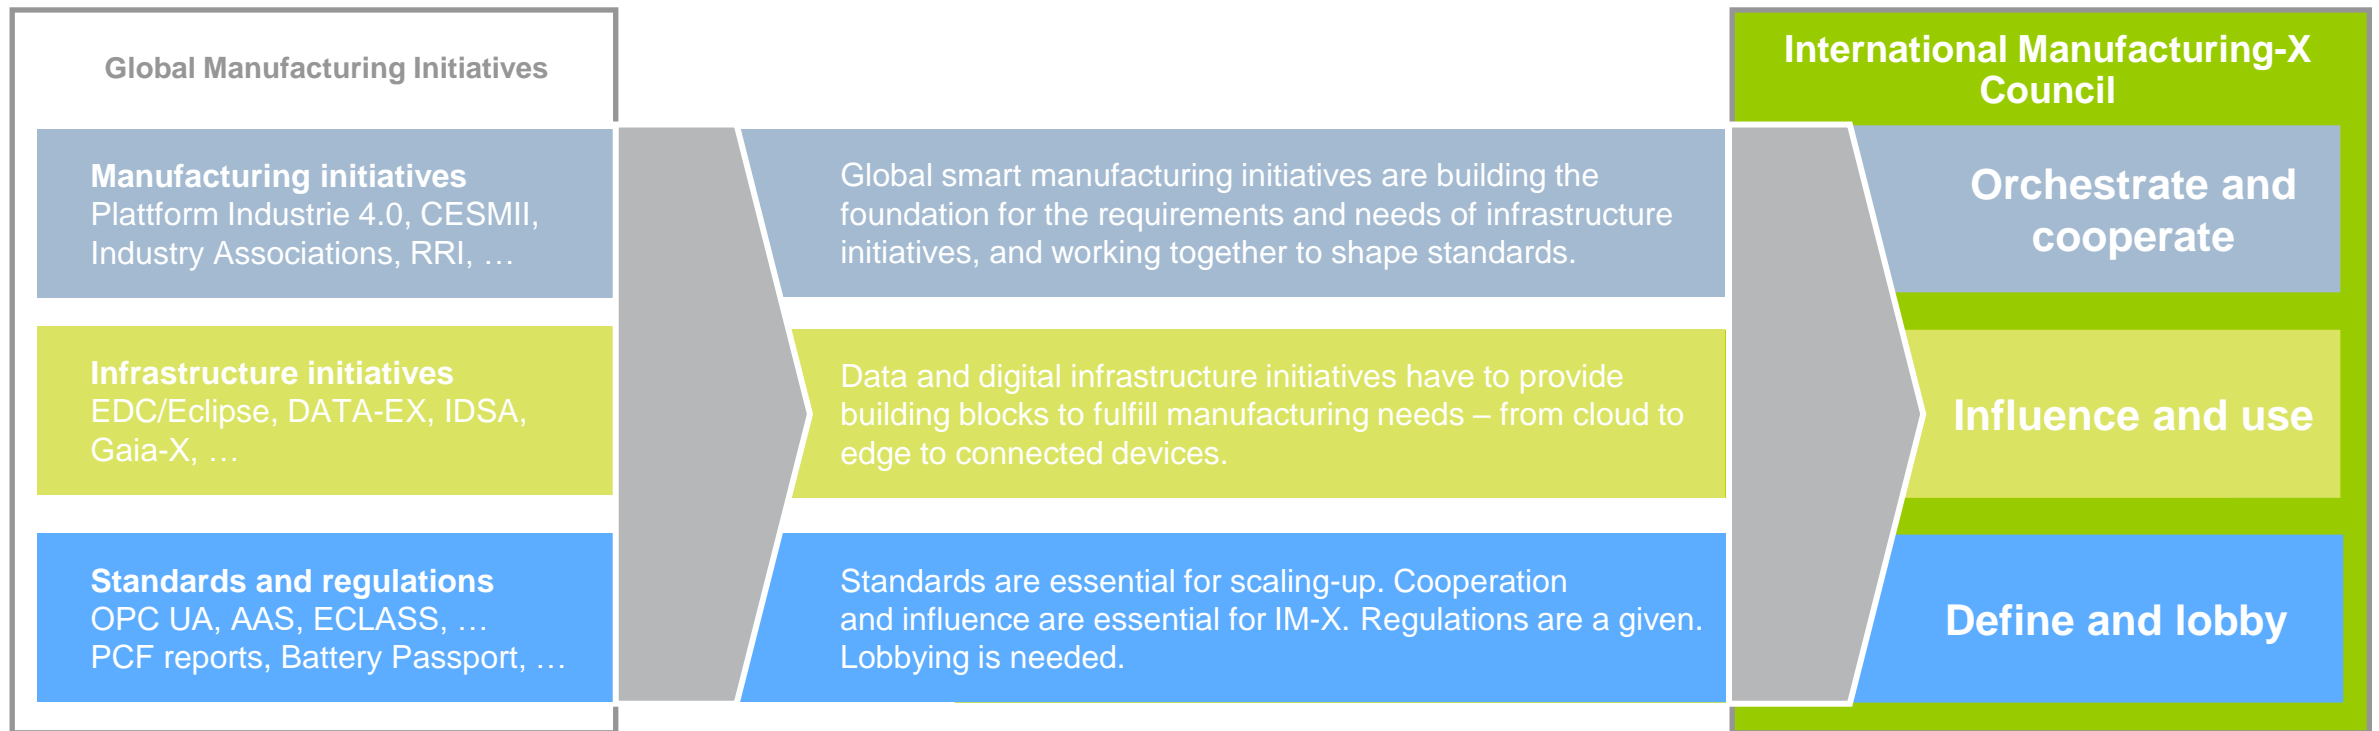 Global Manufacturing Initiatives
International Manufacturing-X
Council
Manufacturing initiatives
Plattform Industrie 4.0, CESMII,
Industry Associations, RRI, …
Global smart manufacturing initiatives are building the
foundation for the requirements and needs of infrastructure
initiatives, and working together to shape standards.
Orchestrate and
cooperate
Infrastructure initiatives
EDC/Eclipse, DATA-EX, IDSA,
Gaia-X, …
Data and digital infrastructure initiatives have to provide
building blocks to fulfill manufacturing needs – from cloud to
edge to connected devices.
Influence and use
Standards and regulations
OPC UA, AAS, ECLASS, …
PCF reports, Battery Passport, …
Standards are essential for scaling-up. Cooperation
and influence are essential for IM-X. Regulations are a given.
Lobbying is needed.
Define and lobby